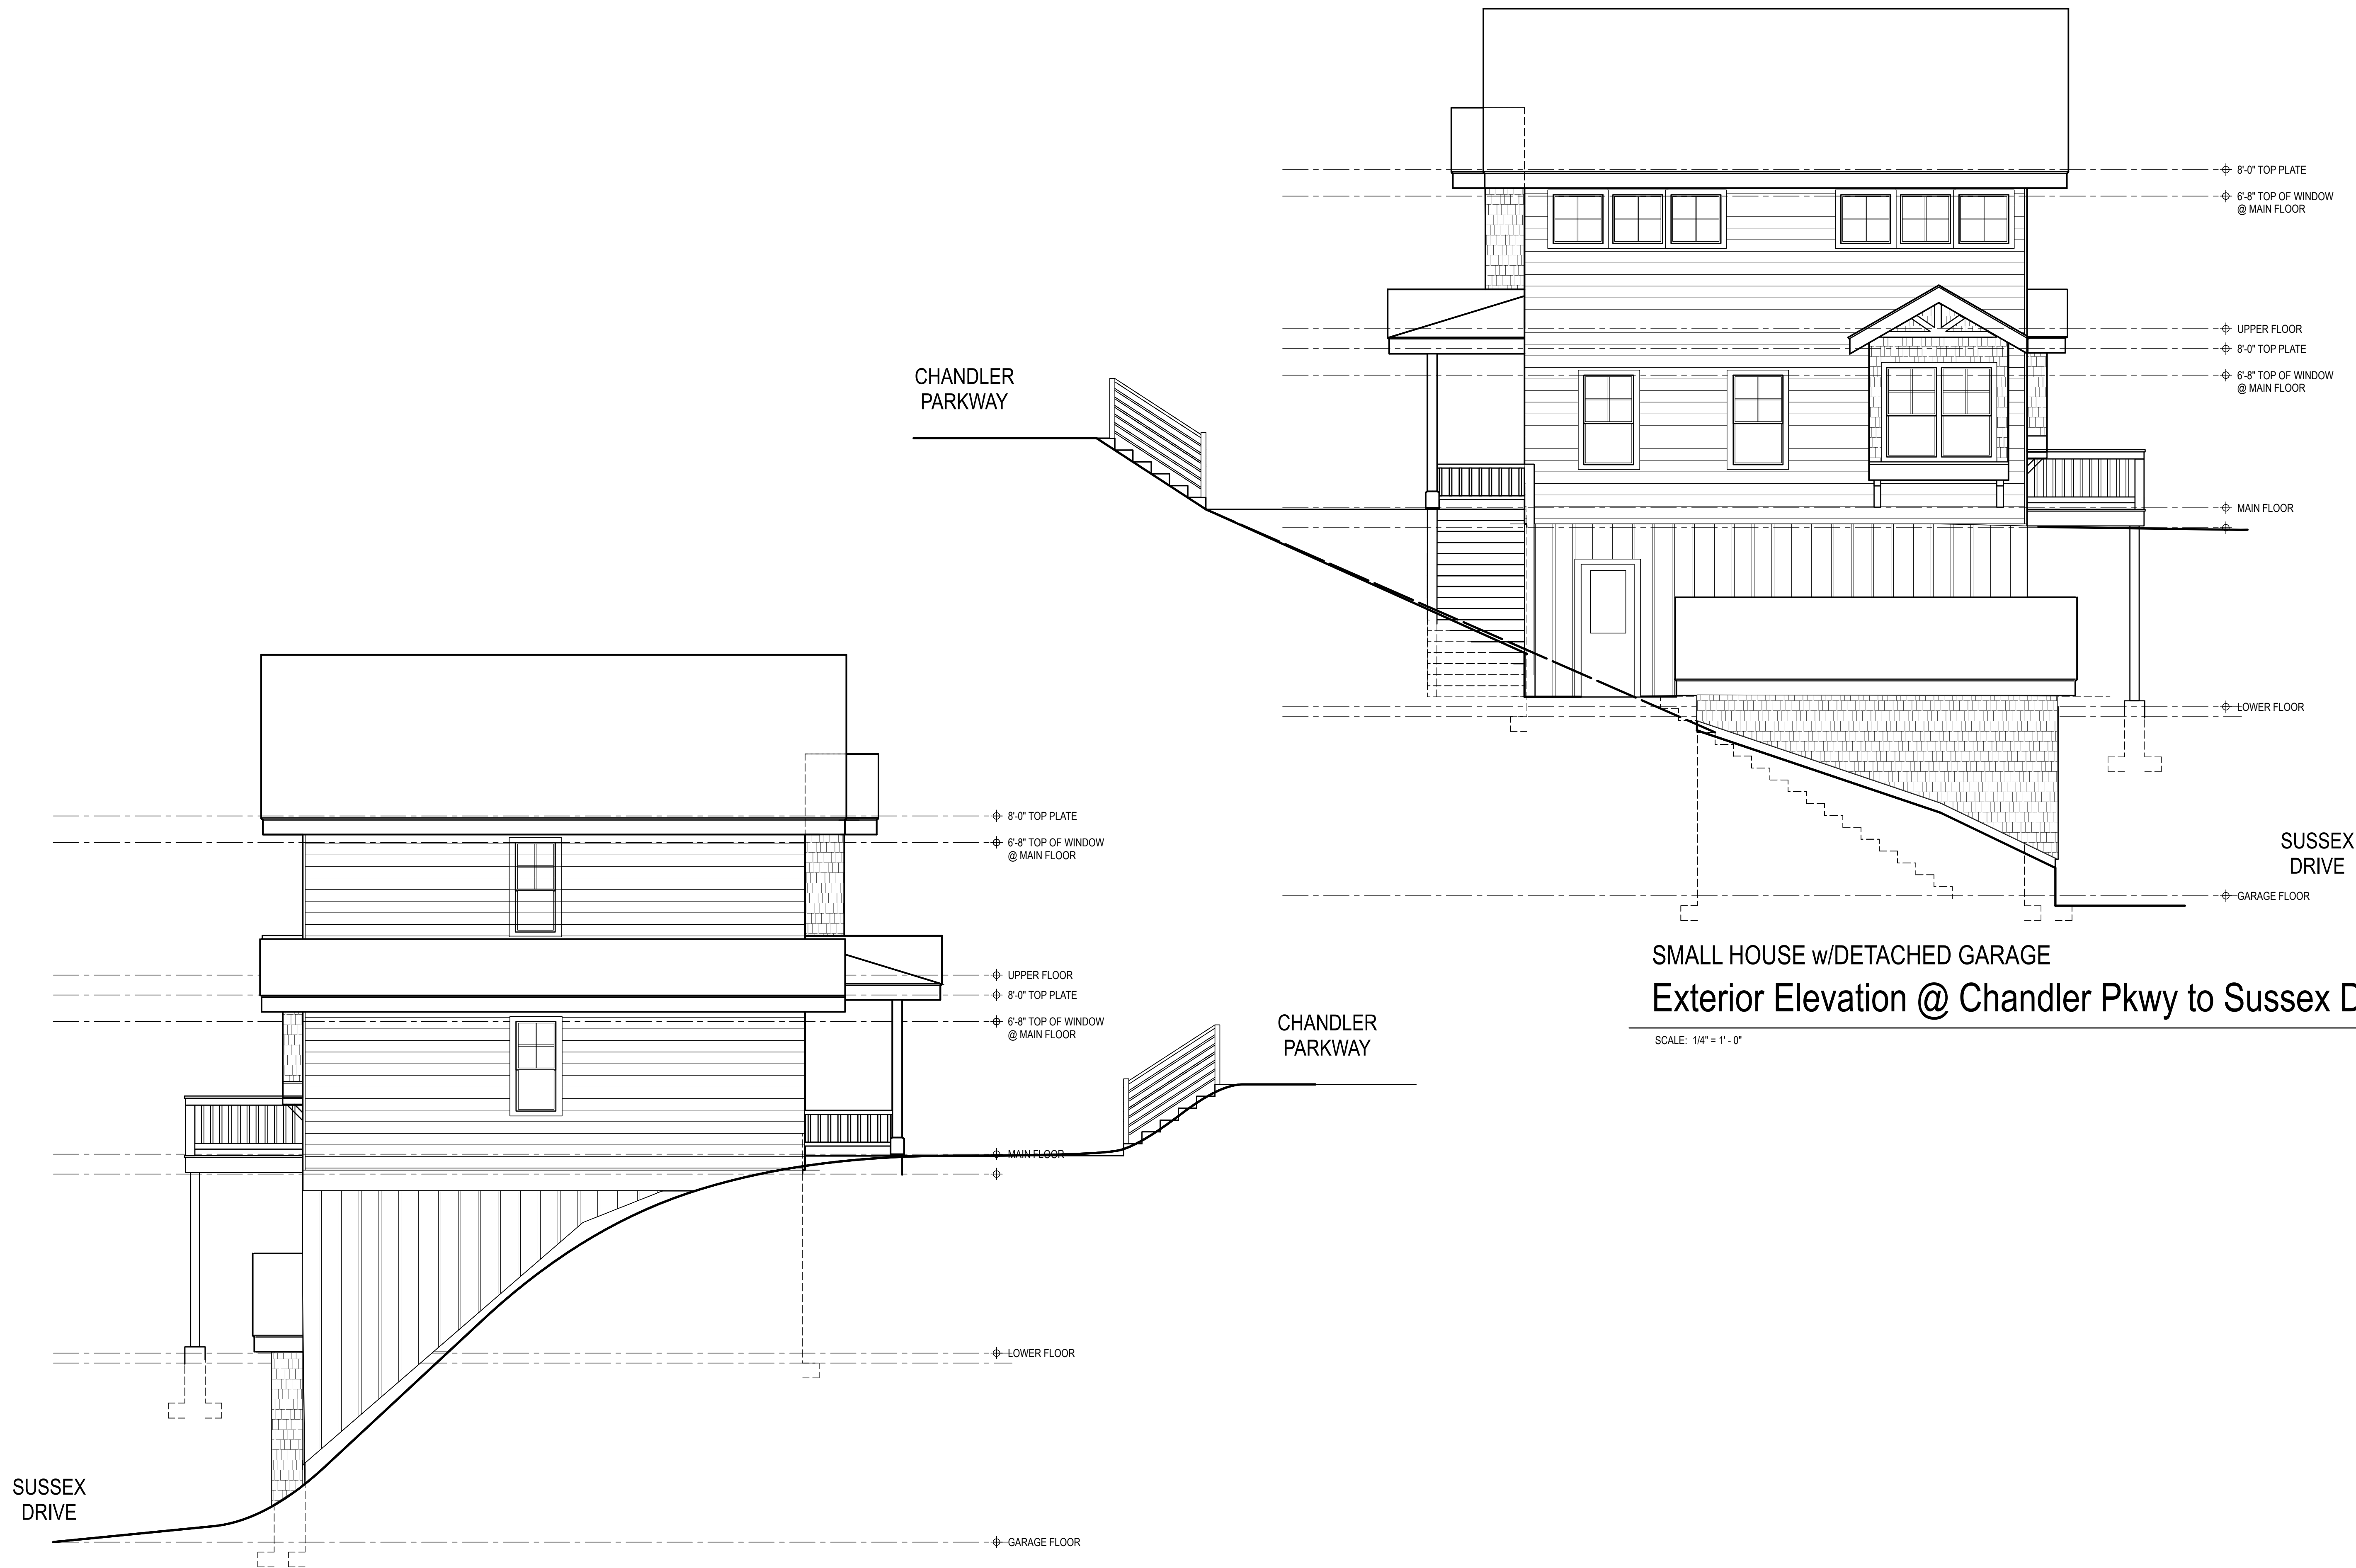 8'-0" TOP PLATE
6'-8" TOP OF WINDOW
@ MAIN FLOOR
UPPER FLOOR
8'-0" TOP PLATE
6'-8" TOP OF WINDOW
@ MAIN FLOOR
CHANDLER
PARKWAY
MAIN FLOOR
LOWER FLOOR
SUSSEX
DRIVE
GARAGE FLOOR
SMALL HOUSE w/DETACHED GARAGE
Exterior Elevation @ Chandler Pkwy to Sussex D
SCALE: 1/4" = 1' - 0"
8'-0" TOP PLATE
6'-8" TOP OF WINDOW
@ MAIN FLOOR
UPPER FLOOR
8'-0" TOP PLATE
6'-8" TOP OF WINDOW
@ MAIN FLOOR
CHANDLER
PARKWAY
MAIN FLOOR
LOWER FLOOR
SUSSEX
DRIVE
GARAGE FLOOR